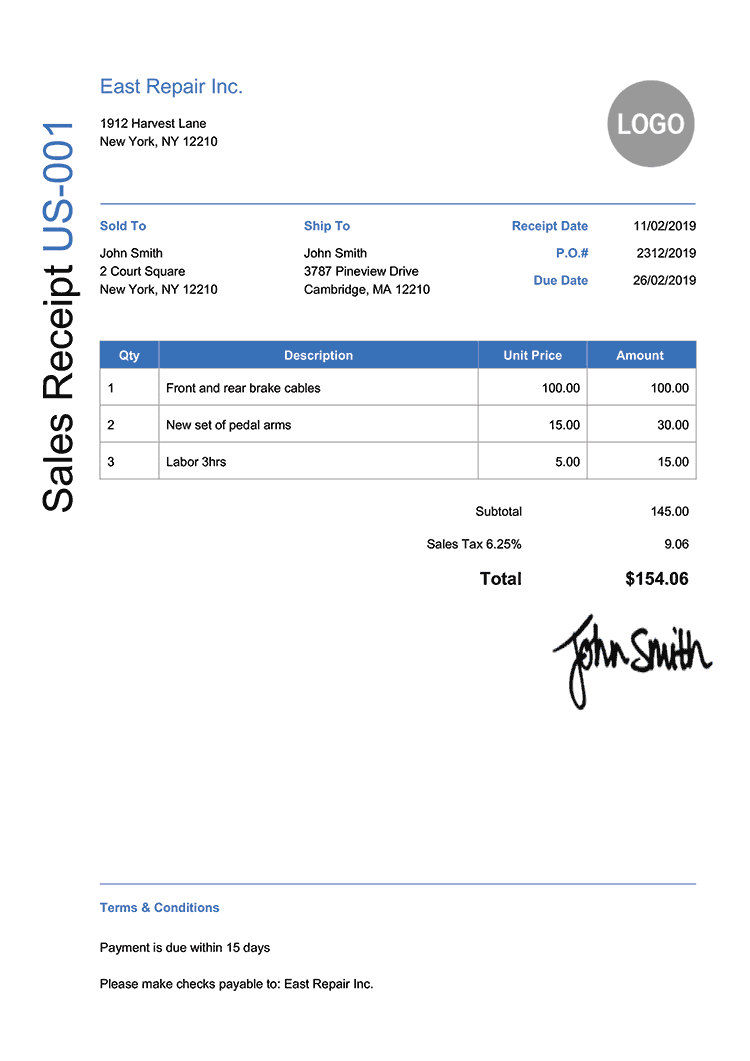 East Repair Inc.
1912 Harvest Lane
New York, NY 12210
LOGO
Sales Receipt US-001
Sold To
John Smith
2 Court Square
New York, NY 12210
Ship To
John Smith
3787 Pineview Drive
Cambridge, MA 12210
Receipt Date 11/02/2019
P.O.# 2312/2019
Due Date 26/02/2019
Qty Description Unit Price Amount
1 Front and rear brake cables 100.00 100.00
2 New set of pedal arms 15.00 30.00
3 Labor 3hrs 5.00 15.00
Subtotal 145.00
Sales Tax 6.25% 9.06
Total $154.06
John Smith
Terms & Conditions
Payment is due within 15 days
Please make checks payable to: East Repair Inc.